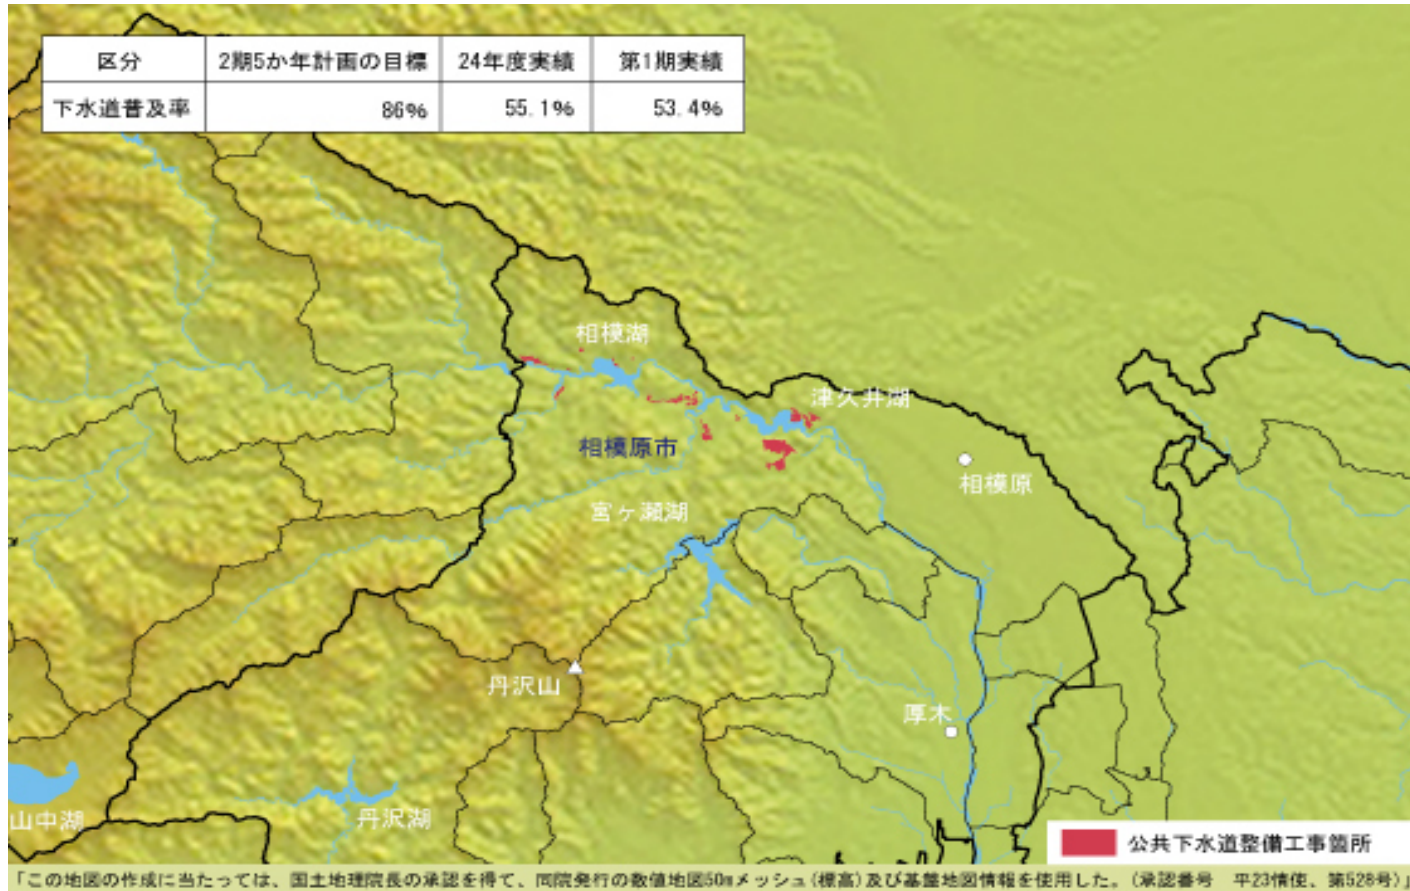 区分 2期5か年計画の目標 24年度実績 第1期実績
下水道普及率 86% 55.1% 53.4%
相模湖
津久井湖
相模原市
相模原
宮ヶ瀬湖
丹沢山
厚木
山中湖
丹沢湖
公共下水道整備工事箇所
「この地図の作成に当たっては、国土地理院長の承認を得て、同院発行の数値地図50mメッシュ(標高)及び基盤地図情報を使用した。(承認番号 平23情使、第528号)」